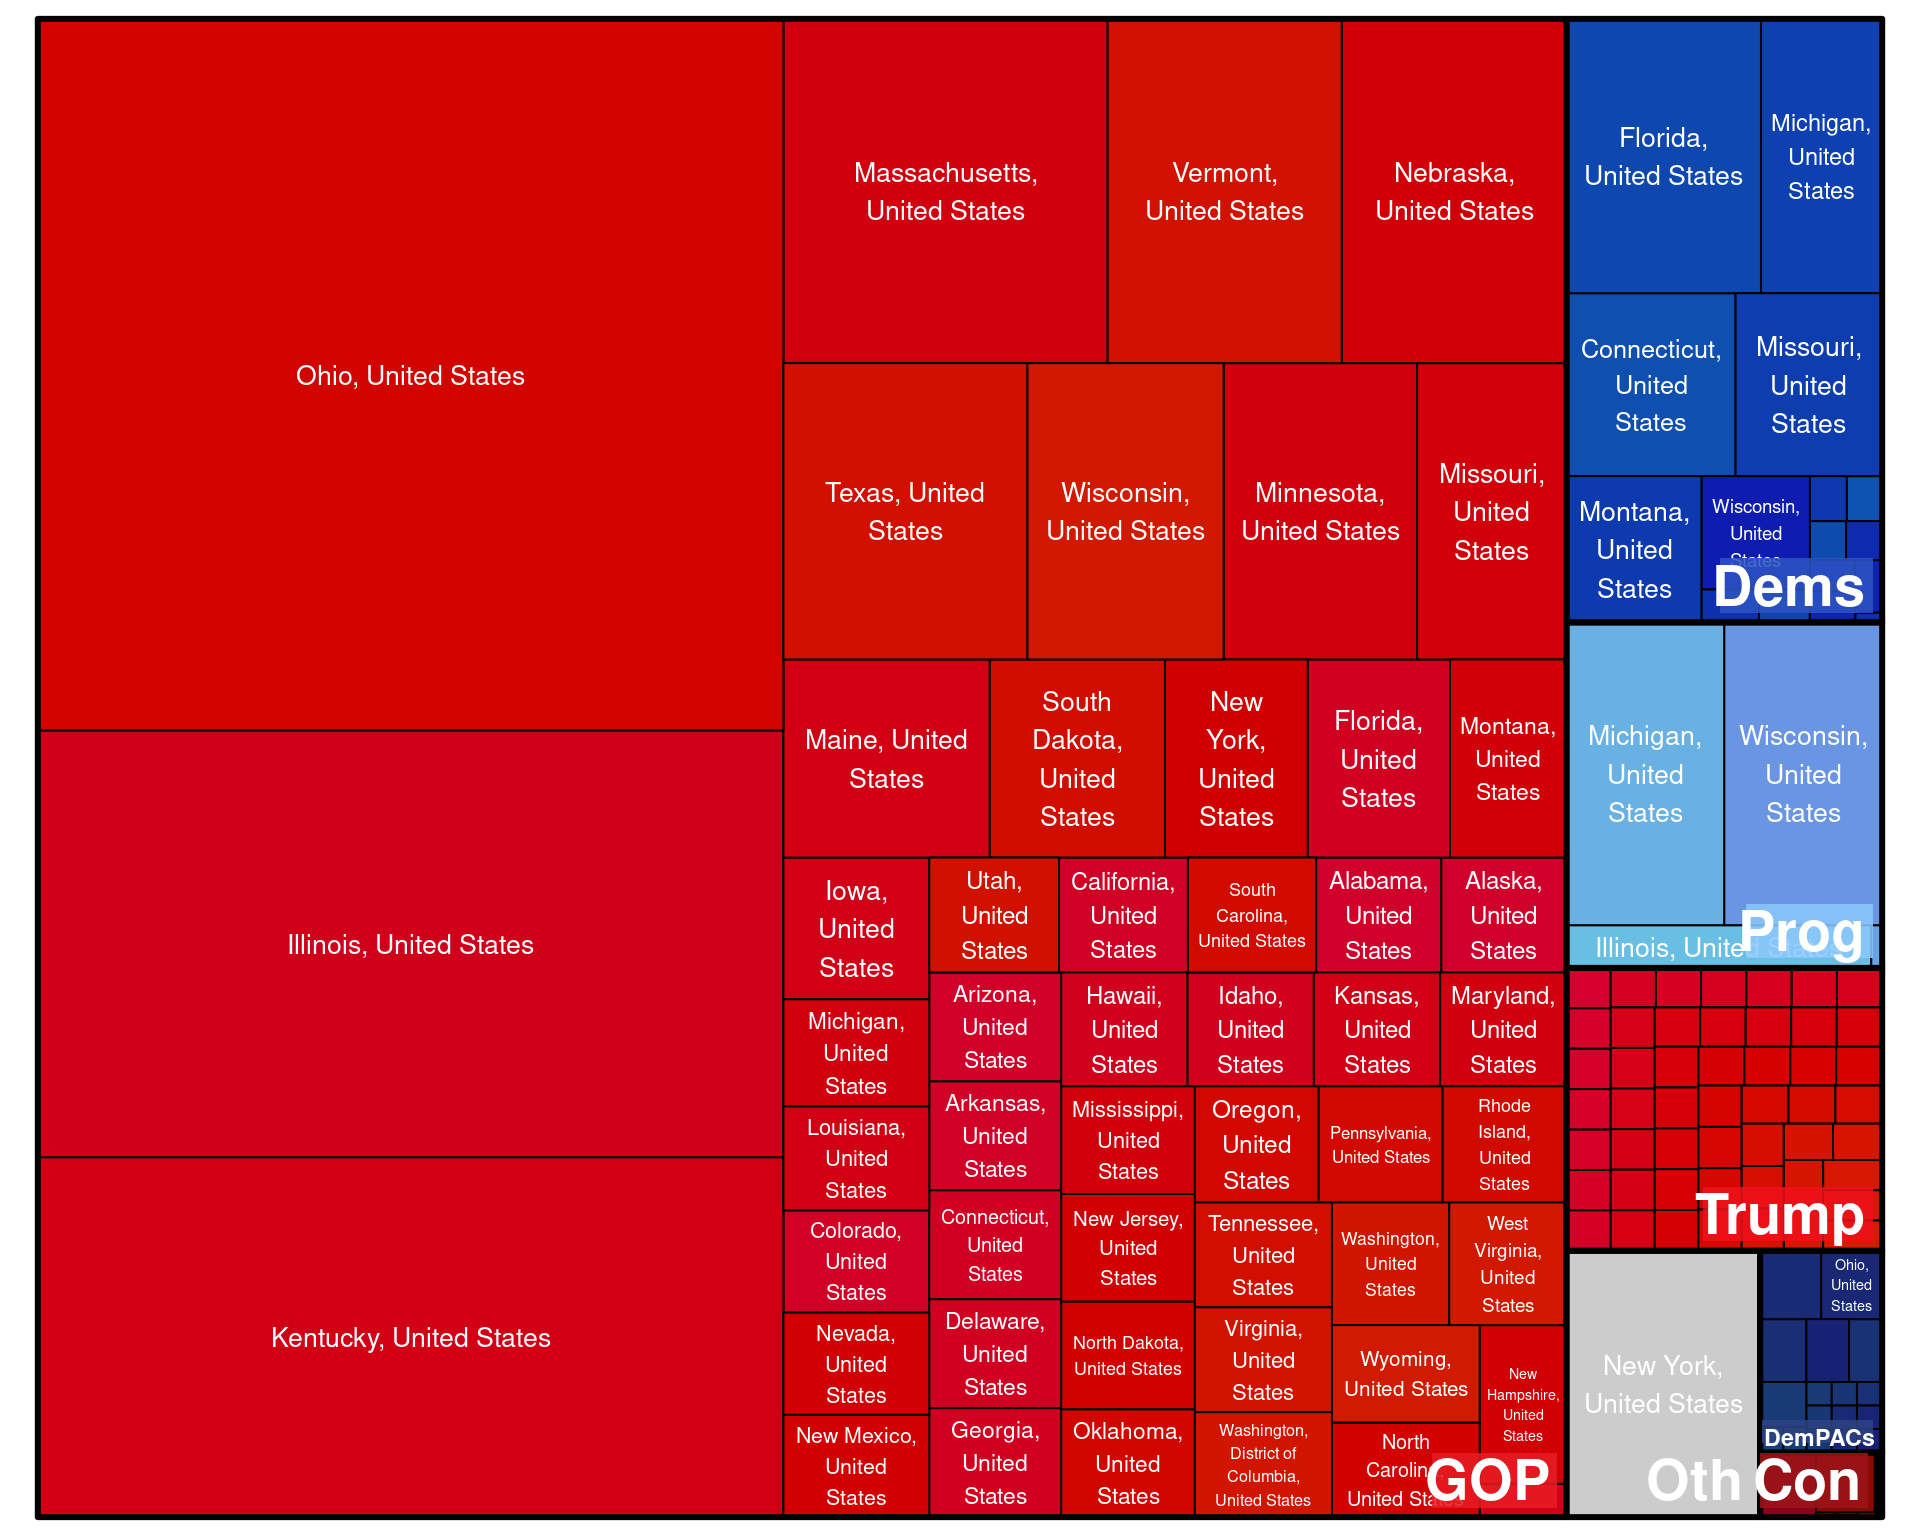 Ohio, United States
Illinois, United States
Kentucky, United States
Massachusetts,
United States
Vermont,
United States
Nebraska,
United States
Texas, United
States
Wisconsin,
United States
Minnesota,
United States
Missouri,
United
States
Maine, United
States
South
Dakota,
United
States
New
York,
United
States
Florida,
United
States
Montana,
United
States
Iowa,
United
States
Utah,
United
States
California,
United
States
South
Carolina,
United States
Alabama,
United
States
Alaska,
United
States
Michigan,
United
States
Louisiana,
United
States
Colorado,
United
States
Nevada,
United
States
New Mexico,
United
States
Arizona,
United
States
Arkansas,
United
States
Connecticut,
United
States
Delaware,
United
States
Georgia,
United
States
Hawaii,
United
States
Idaho,
United
States
Kansas,
United
States
Maryland,
United
States
Mississippi,
United
States
New Jersey,
United
States
North Dakota,
United States
Oklahoma,
United
States
Oregon,
United
States
Pennsylvania,
United States
Rhode
Island,
United
States
Tennessee,
United
States
Virginia,
United
States
Washington,
District of
Columbia,
United States
Washington,
United
States
West
Virginia,
United
States
Wyoming,
United States
North
Carolina,
United States
New
Hampshire,
United
States
GOP
Florida,
United States
Michigan,
United
States
Connecticut,
United
States
Missouri,
United
States
Montana,
United
States
Wisconsin,
United
States
Dems
Michigan,
United
States
Wisconsin,
United
States
Illinois, United States
Prog
Trump
New York,
United States
Oth
Ohio,
United
States
DemPACs
Con